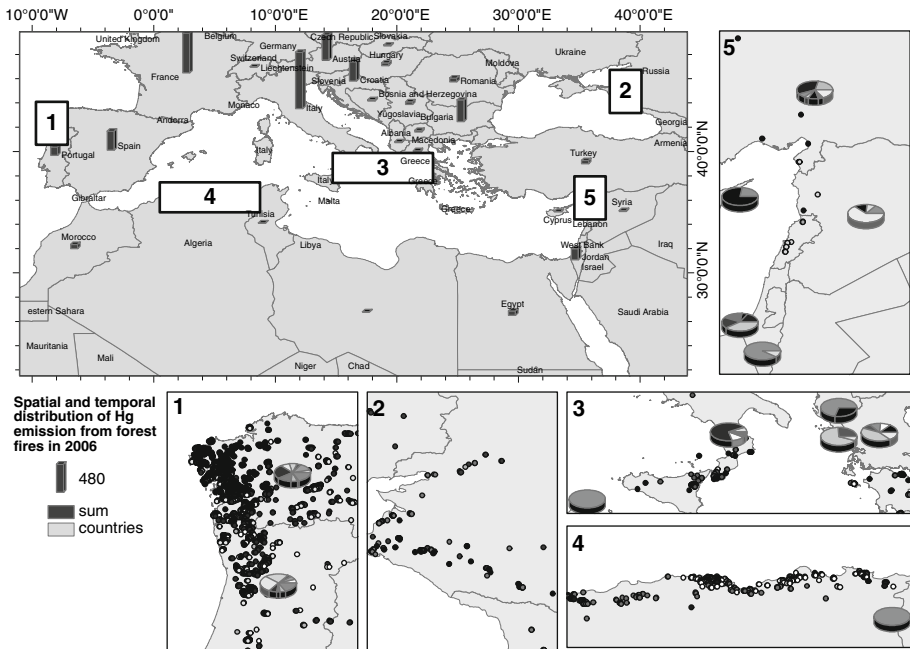 10°0'0"W 0°0'0" 10°0'0"E 20°0'0"E 30°0'0"E 40°0'0"E
United Kingdom Belgium Germany Czech Republic Slovakia Ukraine
Switzerland Austria Hungary Moldova Russia
Liechtenstein
France Slovenia Croatia Romania
Bosnia and Herzegovina
Monaco Italy Yugoslavia Bulgaria Georgia
Andorra Albania Macedonia Armenia
Portugal Spain Italy Greece Turkey
Italy Greece
Gibraltar Malta Greece Cyprus Syria
Lebanon
Tunisia
Morocco Algeria Libya West Bank Iraq
Jordan
Israel
estern Sahara Egypt Saudi Arabia
Mauritania Mali Niger Chad Sudán
40°0'0"N
30°0'0"N
1
2
3
4
5
5
Spatial and temporal
distribution of Hg
emission from forest
fires in 2006
480
sum
countries
1
2
3
4